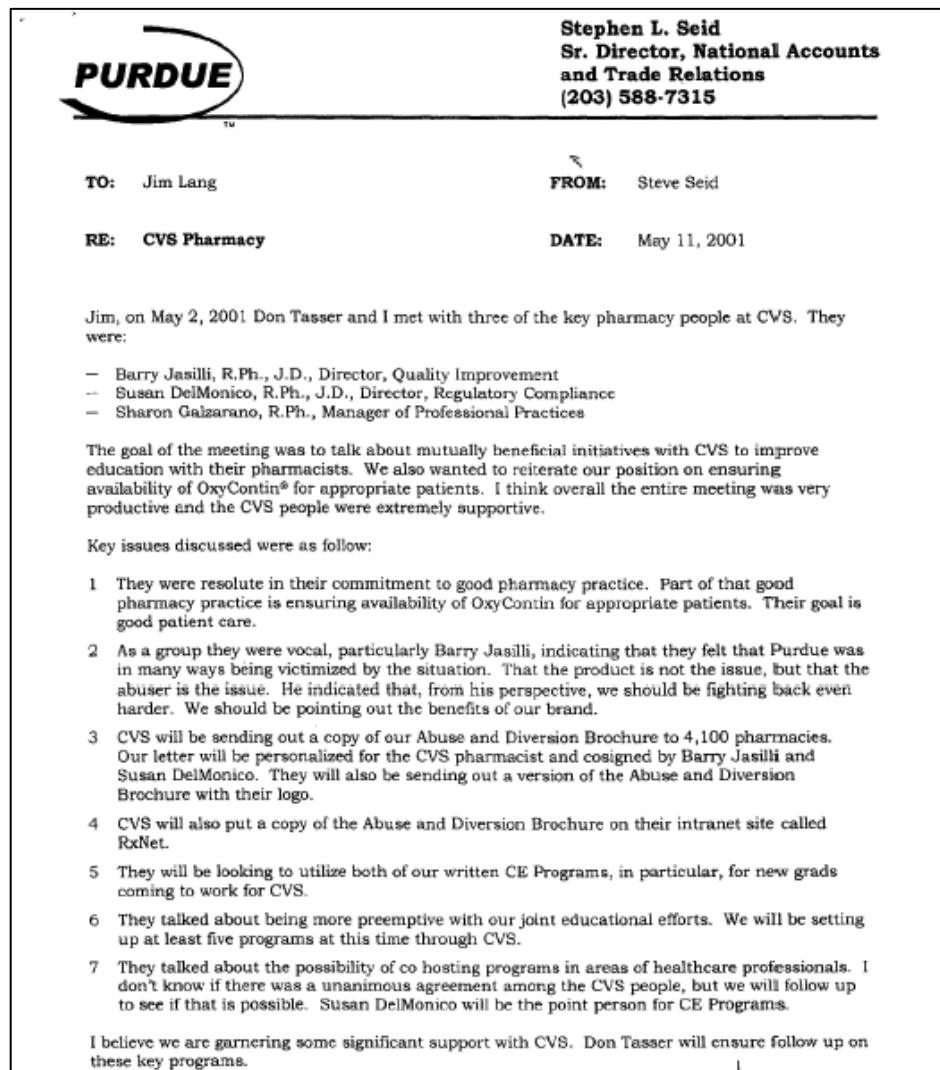 PURDUE
TM
Stephen L. Seid
Sr. Director, National Accounts
and Trade Relations
(203) 588-7315
TO: Jim Lang
FROM: Steve Seid
RE: CVS Pharmacy
DATE: May 11, 2001
Jim, on May 2, 2001 Don Tasser and I met with three of the key pharmacy people at CVS. They
were:
— Barry Jasilli, R.Ph., J.D., Director, Quality Improvement
— Susan DelMonico, R.Ph., J.D., Director, Regulatory Compliance
— Sharon Galzarano, R.Ph., Manager of Professional Practices
The goal of the meeting was to talk about mutually beneficial initiatives with CVS to improve
education with their pharmacists. We also wanted to reiterate our position on ensuring
availability of OxyContin® for appropriate patients. I think overall the entire meeting was very
productive and the CVS people were extremely supportive.
Key issues discussed were as follow:
1 They were resolute in their commitment to good pharmacy practice. Part of that good
pharmacy practice is ensuring availability of OxyContin for appropriate patients. Their goal is
good patient care.
2 As a group they were vocal, particularly Barry Jasilli, indicating that they felt that Purdue was
in many ways being victimized by the situation. That the product is not the issue, but that the
abuser is the issue. He indicated that, from his perspective, we should be fighting back even
harder. We should be pointing out the benefits of our brand.
3 CVS will be sending out a copy of our Abuse and Diversion Brochure to 4,100 pharmacies.
Our letter will be personalized for the CVS pharmacist and cosigned by Barry Jasilli and
Susan DelMonico. They will also be sending out a version of the Abuse and Diversion
Brochure with their logo.
4 CVS will also put a copy of the Abuse and Diversion Brochure on their intranet site called
RxNet.
5 They will be looking to utilize both of our written CE Programs, in particular, for new grads
coming to work for CVS.
6 They talked about being more preemptive with our joint educational efforts. We will be setting
up at least five programs at this time through CVS.
7 They talked about the possibility of co hosting programs in areas of healthcare professionals. I
don't know if there was a unanimous agreement among the CVS people, but we will follow up
to see if that is possible. Susan DelMonico will be the point person for CE Programs.
I believe we are garnering some significant support with CVS. Don Tasser will ensure follow up on
these key programs.